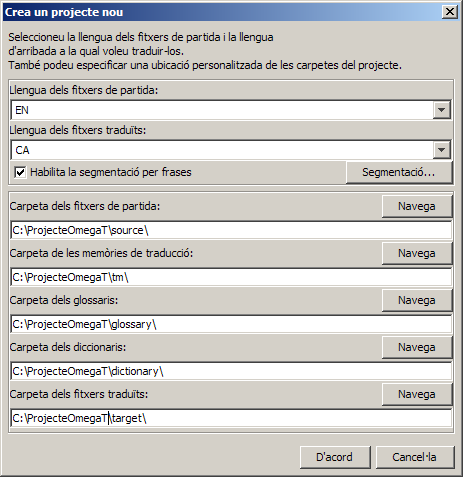 Crea un projecte nou
Seleccioneu la llengua dels fitxers de partida i la llengua
d'arribada a la qual voleu traduir-los.
També podeu especificar una ubicació personalitzada de les carpetes del projecte.
Llengua dels fitxers de partida:
EN
Llengua dels fitxers traduïts:
CA
Habilita la segmentació per frases
Segmentació...
Carpeta dels fitxers de partida:
Navega
C:\ProjecteOmegaT\source\
Carpeta de les memòries de traducció:
Navega
C:\ProjecteOmegaT\tm\
Carpeta dels glossaris:
Navega
C:\ProjecteOmegaT\glossary\
Carpeta dels diccionaris:
Navega
C:\ProjecteOmegaT\dictionary\
Carpeta dels fitxers traduïts:
Navega
C:\ProjecteOmegaT\target\
D'acord
Cancel·la